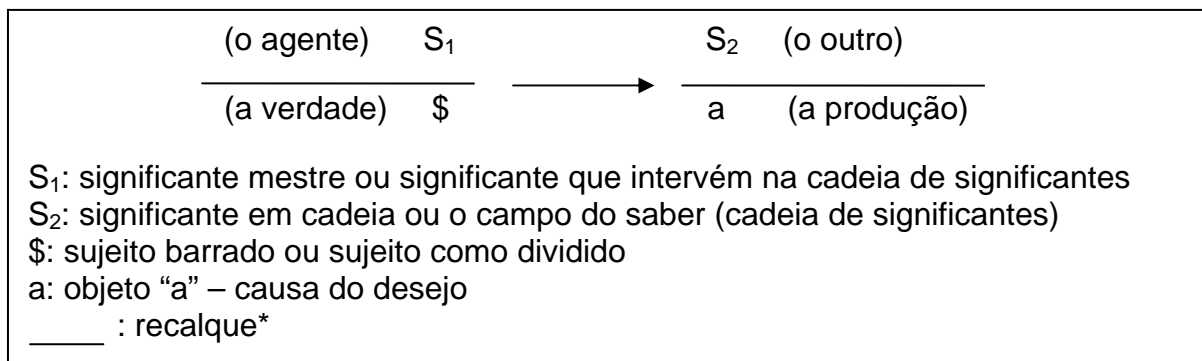 (o agente) S₁ S₂ (o outro)
(a verdade) $ a (a produção)
S₁: significante mestre ou significante que intervém na cadeia de significantes
S₂: significante em cadeia ou o campo do saber (cadeia de significantes)
$: sujeito barrado ou sujeito como dividido
a: objeto “a” – causa do desejo
____ : recalque*